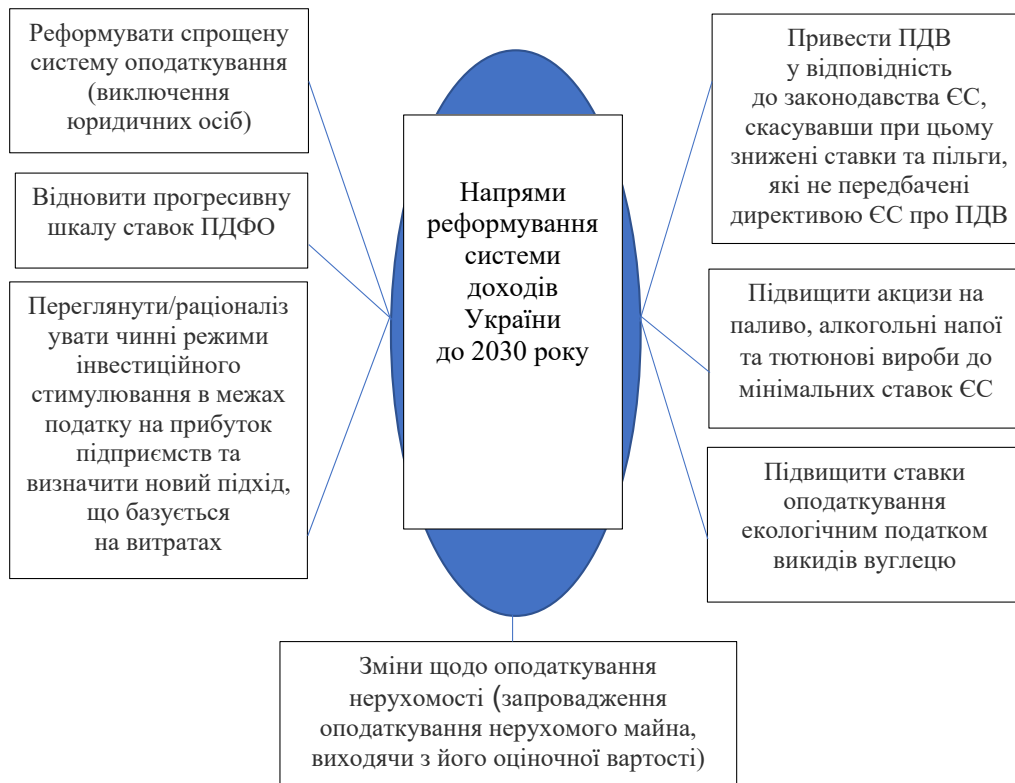 Реформувати спрощену
систему оподаткування
(виключення
юридичних осіб)
Відновити прогресивну
шкалу ставок ПДФО
Переглянути/раціоналіз
увати чинні режими
інвестиційного
стимулювання в межах
податку на прибуток
підприємств та
визначити новий підхід,
що базується
на витратах
Напрями
реформування
системи
доходів
України
до 2030 року
Привести ПДВ
у відповідність
до законодавства ЄС,
скасувавши при цьому
знижені ставки та пільги,
які не передбачені
директивою ЄС про ПДВ
Підвищити акцизи на
паливо, алкогольні напої
та тютюнові вироби до
мінімальних ставок ЄС
Підвищити ставки
оподаткування
екологічним податком
викидів вуглецю
Зміни щодо оподаткування
нерухомості (запровадження
оподаткування нерухомого майна,
виходячи з його оціночної вартості)